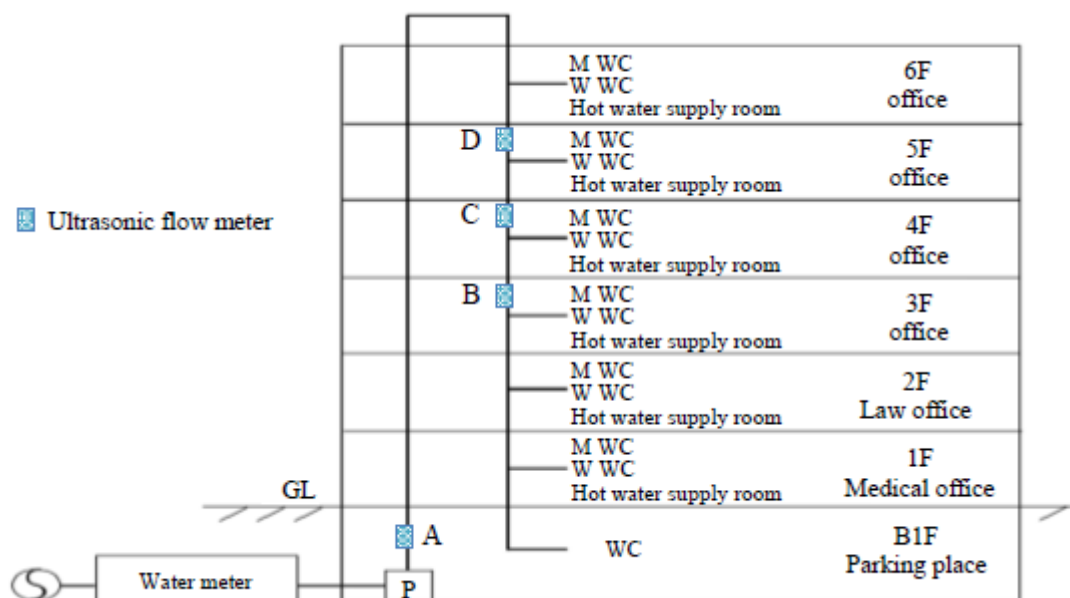 M WC
W WC
Hot water supply room
6F
office
D
M WC
W WC
Hot water supply room
5F
office
Ultrasonic flow meter
C
M WC
W WC
Hot water supply room
4F
office
B
M WC
W WC
Hot water supply room
3F
office
M WC
W WC
Hot water supply room
2F
Law office
M WC
W WC
Hot water supply room
1F
Medical office
GL
A
WC
B1F
Parking place
Water meter
P